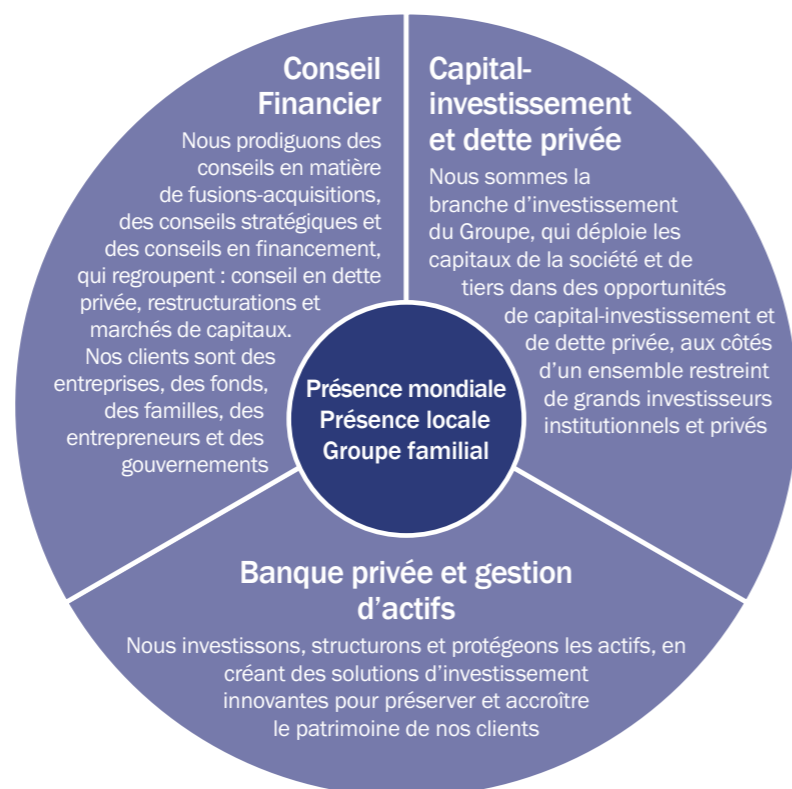 Conseil
Financier
Nous prodiguons des
conseils en matière
de fusions-acquisitions,
des conseils stratégiques et
des conseils en financement,
qui regroupent : conseil en dette
privée, restructurations et
marchés de capitaux.
Nos clients sont des
entreprises, des fonds,
des familles, des
entrepreneurs et des
gouvernements
Capital-
investissement
et dette privée
Nous sommes la
branche d’investissement
du Groupe, qui déploie les
capitaux de la société et de
tiers dans des opportunités
de capital-investissement et
de dette privée, aux côtés
d’un ensemble restreint
de grands investisseurs
institutionnels et privés
Présence mondiale
Présence locale
Groupe familial
Banque privée et gestion
d’actifs
Nous investissons, structurons et protégeons les actifs, en
créant des solutions d’investissement
innovantes pour préserver et accroître
le patrimoine de nos clients